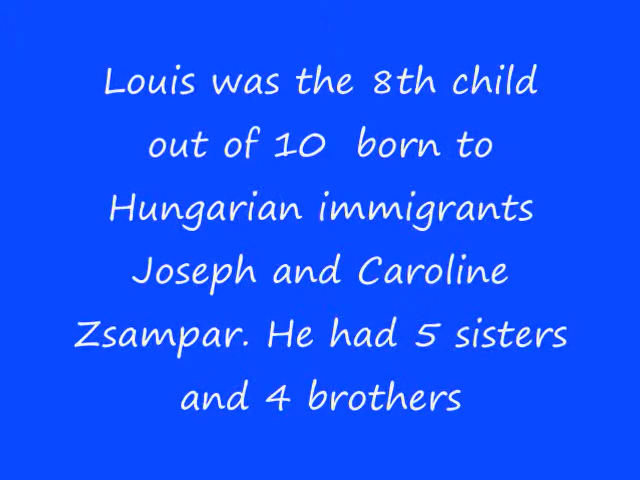 Louis was the 8th child
out of 10 born to
Hungarian immigrants
Joseph and Caroline
Zsampar. He had 5 sisters
and 4 brothers